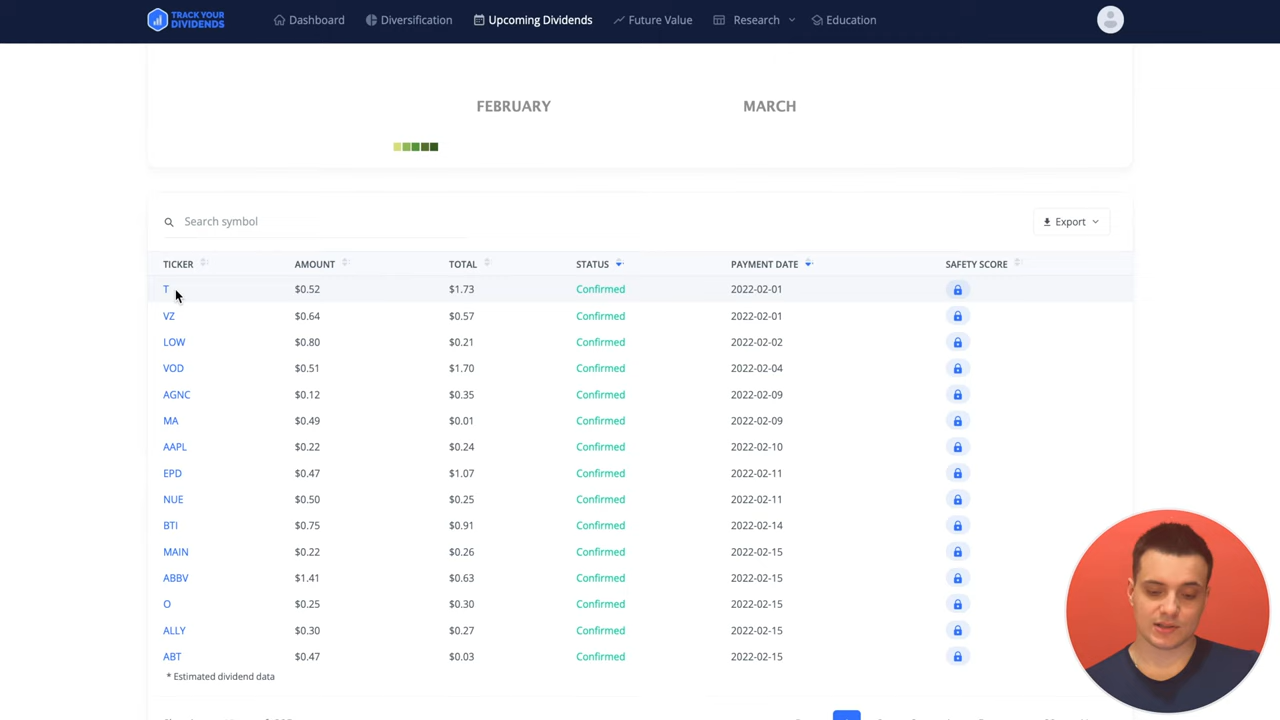 TRACK YOUR
DIVIDENDS
Dashboard Diversification Upcoming Dividends Future Value Research Education
FEBRUARY MARCH
Search symbol Export
TICKER AMOUNT TOTAL STATUS PAYMENT DATE SAFETY SCORE
T $0.52 $1.73 Confirmed 2022-02-01
VZ $0.64 $0.57 Confirmed 2022-02-01
LOW $0.80 $0.21 Confirmed 2022-02-02
VOD $0.51 $1.70 Confirmed 2022-02-04
AGNC $0.12 $0.35 Confirmed 2022-02-09
MA $0.49 $0.01 Confirmed 2022-02-09
AAPL $0.22 $0.24 Confirmed 2022-02-10
EPD $0.47 $1.07 Confirmed 2022-02-11
NUE $0.50 $0.25 Confirmed 2022-02-11
BTI $0.75 $0.91 Confirmed 2022-02-14
MAIN $0.22 $0.26 Confirmed 2022-02-15
ABBV $1.41 $0.63 Confirmed 2022-02-15
O $0.25 $0.30 Confirmed 2022-02-15
ALLY $0.30 $0.27 Confirmed 2022-02-15
ABT $0.47 $0.03 Confirmed 2022-02-15
* Estimated dividend data